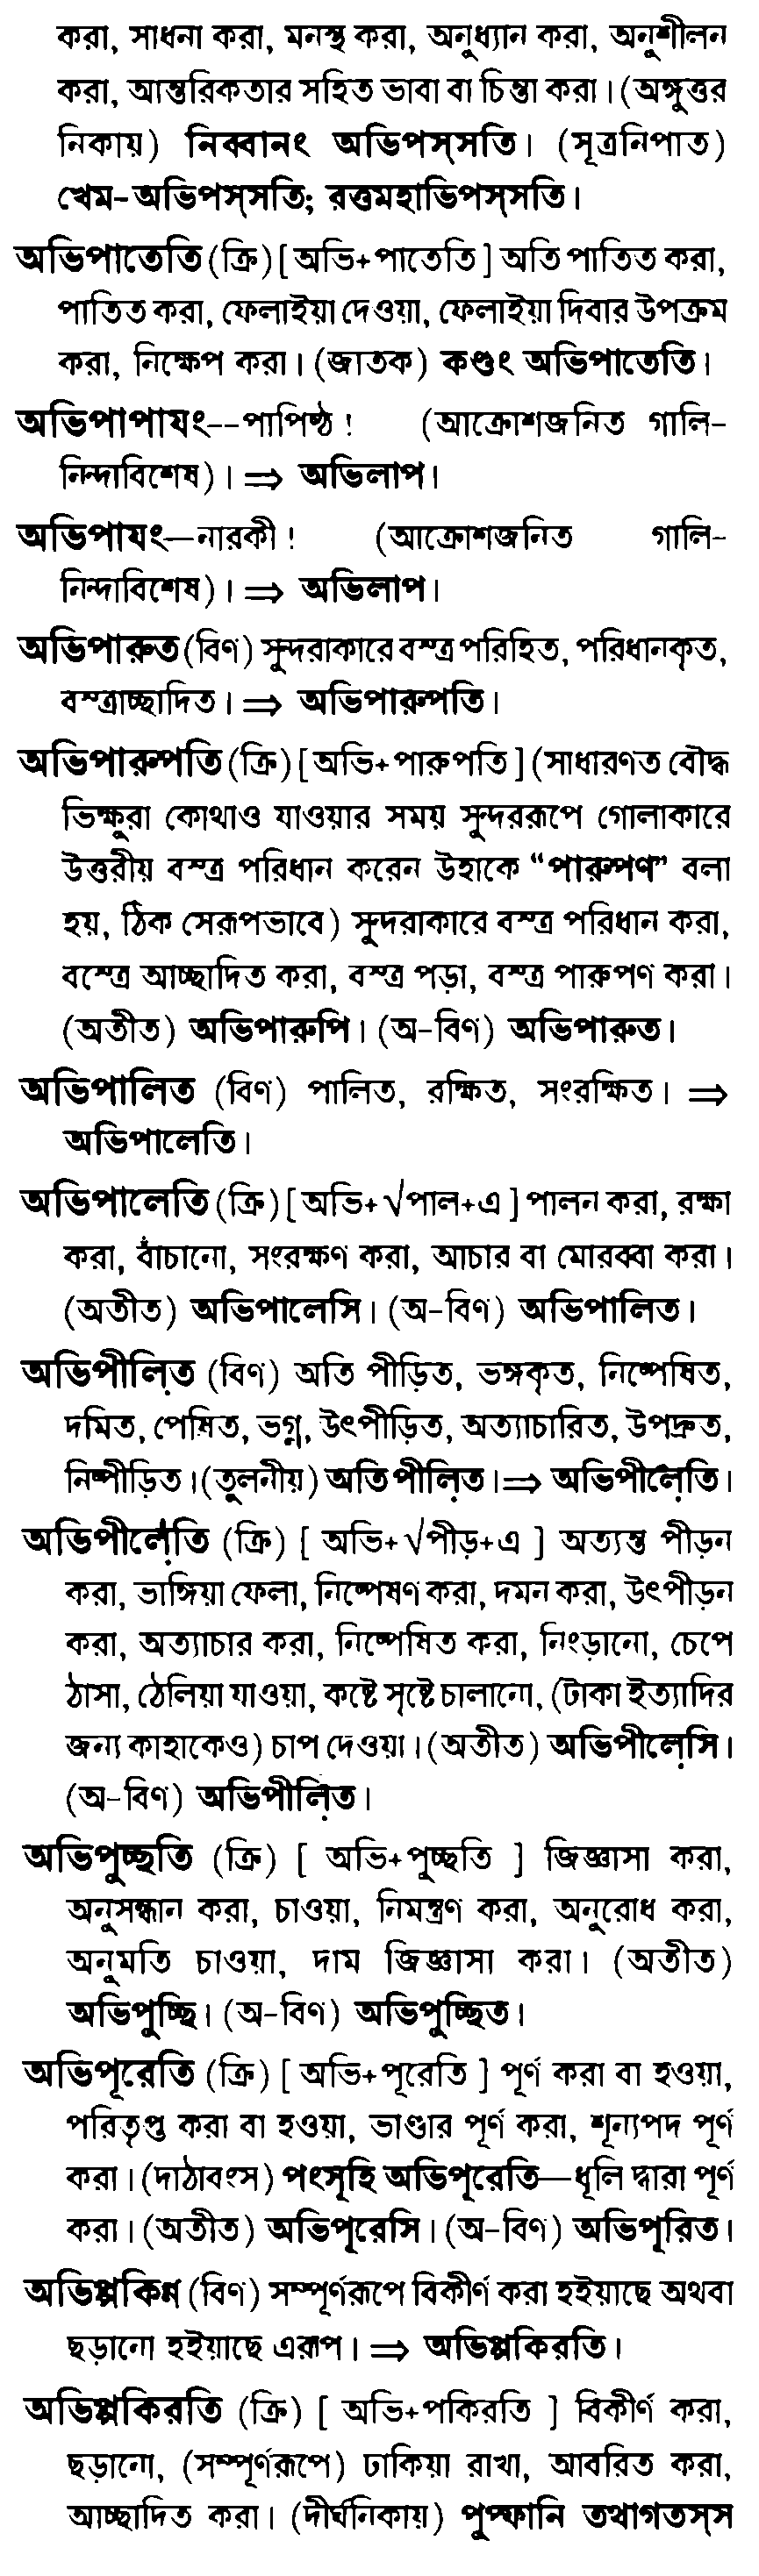 করা, সাধনা করা, মনস্থ করা, অনুধ্যান করা, অনুশীলন
করা, আন্তরিকতার সহিত ভাবা বা চিন্তা করা। (অঙ্গুত্তর
নিকায়) নিব্বানং অভিপস্সতি। (সূত্রনিপাত)
খেম-অভিপস্সতি; রত্তমহাভিপস্সতি।
অভিপাতেতি (ক্রি) [ অভি+পাতেতি ] অতি পাতিত করা,
পাতিত করা, ফেলাইয়া দেওয়া, ফেলাইয়া দিবার উপক্রম
করা, নিক্ষেপ করা। (জাতক) কণ্ডং অভিপাতেতি।
অভিপাপাযং--পাপিষ্ঠ! (আক্রোশজনিত গালি-
নিন্দাবিশেষ)। ⇒ অভিলাপ।
অভিপাযং—নারকী! (আক্রোশজনিত গালি-
নিন্দাবিশেষ)। ⇒ অভিলাপ।
অভিপারুত (বিণ) সুন্দরাকারে বস্ত্র পরিহিত, পরিধানকৃত,
বস্ত্রাচ্ছাদিত। ⇒ অভিপারুপতি।
অভিপারুপতি (ক্রি) [ অভি+পারুপতি ] (সাধারণত বৌদ্ধ
ভিক্ষুরা কোথাও যাওয়ার সময় সুন্দররূপে গোলাকারে
উত্তরীয় বস্ত্র পরিধান করেন উহাকে “পারুপণ” বলা
হয়, ঠিক সেরূপভাবে) সুন্দরাকারে বস্ত্র পরিধান করা,
বস্ত্রে আচ্ছাদিত করা, বস্ত্র পড়া, বস্ত্র পারুপণ করা।
(অতীত) অভিপারুপি। (অ-বিণ) অভিপারুত।
অভিপালিত (বিণ) পালিত, রক্ষিত, সংরক্ষিত। ⇒
অভিপালেতি।
অভিপালেতি (ক্রি) [ অভি+√পাল+এ ] পালন করা, রক্ষা
করা, বাঁচানো, সংরক্ষণ করা, আচার বা মোরব্বা করা।
(অতীত) অভিপালেসি। (অ-বিণ) অভিপালিত।
অভিপীলি়ত (বিণ) অতি পীড়িত, ভঙ্গকৃত, নিষ্পেষিত,
দমিত, পেষিত, ভগ্ন, উৎপীড়িত, অত্যাচারিত, উপদ্রুত,
নিষ্পীড়িত। (তুলনীয়) অতিপীলি়ত। ⇒ অভিপীলে়তি।
অভিপীলে়তি (ক্রি) [ অভি+√পীড়+এ ] অত্যন্ত পীড়ন
করা, ভাঙ্গিয়া ফেলা, নিষ্পেষণ করা, দমন করা, উৎপীড়ন
করা, অত্যাচার করা, নিষ্পেষিত করা, নিংড়ানো, চেপে
ঠাসা, ঠেলিয়া যাওয়া, কষ্টে সৃষ্টে চালানো, (টাকা ইত্যাদির
জন্য কাহাকেও) চাপ দেওয়া। (অতীত) অভিপীলে়সি।
(অ-বিণ) অভিপীলি়ত।
অভিপুচ্ছতি (ক্রি) [ অভি+পুচ্ছতি ] জিজ্ঞাসা করা,
অনুসন্ধান করা, চাওয়া, নিমন্ত্রণ করা, অনুরোধ করা,
অনুমতি চাওয়া, দাম জিজ্ঞাসা করা। (অতীত)
অভিপুচ্ছি। (অ-বিণ) অভিপুচ্ছিত।
অভিপূরেতি (ক্রি) [ অভি+পূরেতি ] পূর্ণ করা বা হওয়া,
পরিতৃপ্ত করা বা হওয়া, ভাণ্ডার পূর্ণ করা, শূন্যপদ পূর্ণ
করা। (দাঠাবংস) পংসূহি অভিপূরেতি—ধূলি দ্বারা পূর্ণ
করা। (অতীত) অভিপূরেসি। (অ-বিণ) অভিপূরিত।
অভিপ্পকিণ্ণ (বিণ) সম্পূর্ণরূপে বিকীর্ণ করা হইয়াছে অথবা
ছড়ানো হইয়াছে এরূপ। ⇒ অভিপ্পকিরতি।
অভিপ্পকিরতি (ক্রি) [ অভি+পকিরতি ] বিকীর্ণ করা,
ছড়ানো, (সম্পূর্ণরূপে) ঢাকিয়া রাখা, আবরিত করা,
আচ্ছাদিত করা। (দীর্ঘনিকায়) পুপ্ফানি তথাগতস্স